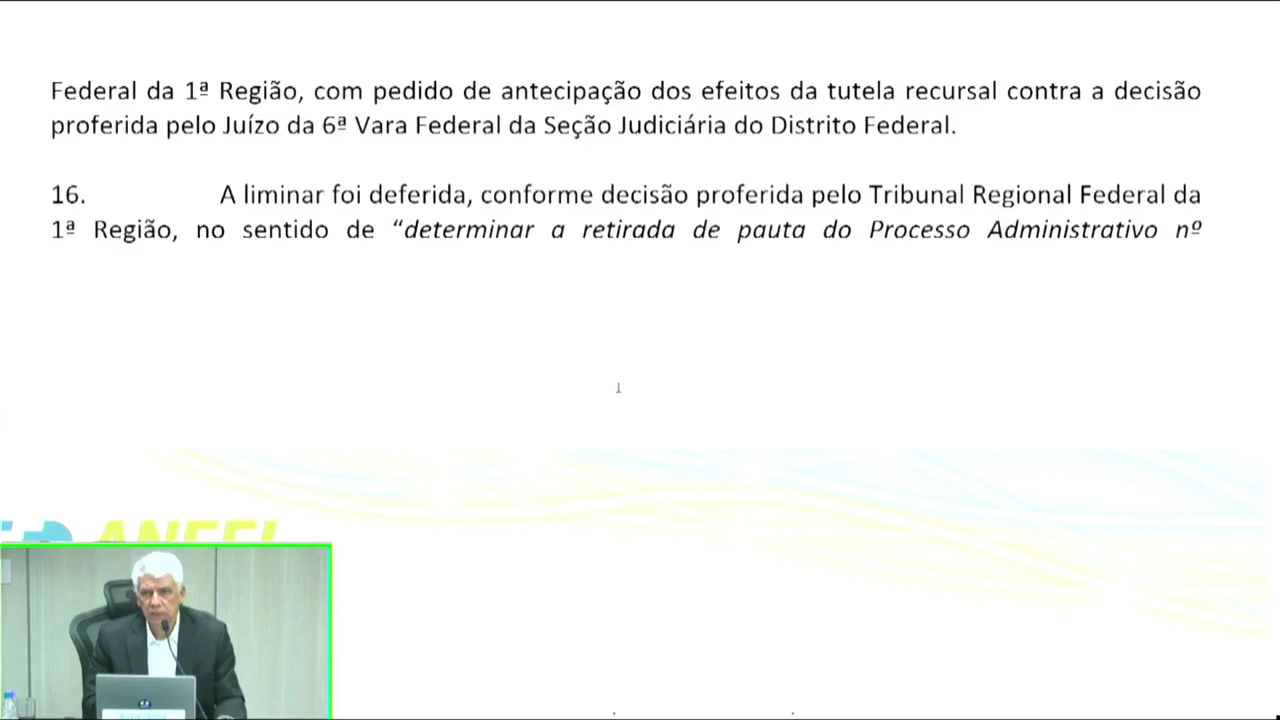 Federal da 1ª Região, com pedido de antecipação dos efeitos da tutela recursal contra a decisão
proferida pelo Juízo da 6ª Vara Federal da Seção Judiciária do Distrito Federal.
16. A liminar foi deferida, conforme decisão proferida pelo Tribunal Regional Federal da
1ª Região, no sentido de “determinar a retirada de pauta do Processo Administrativo nº
ANEEL